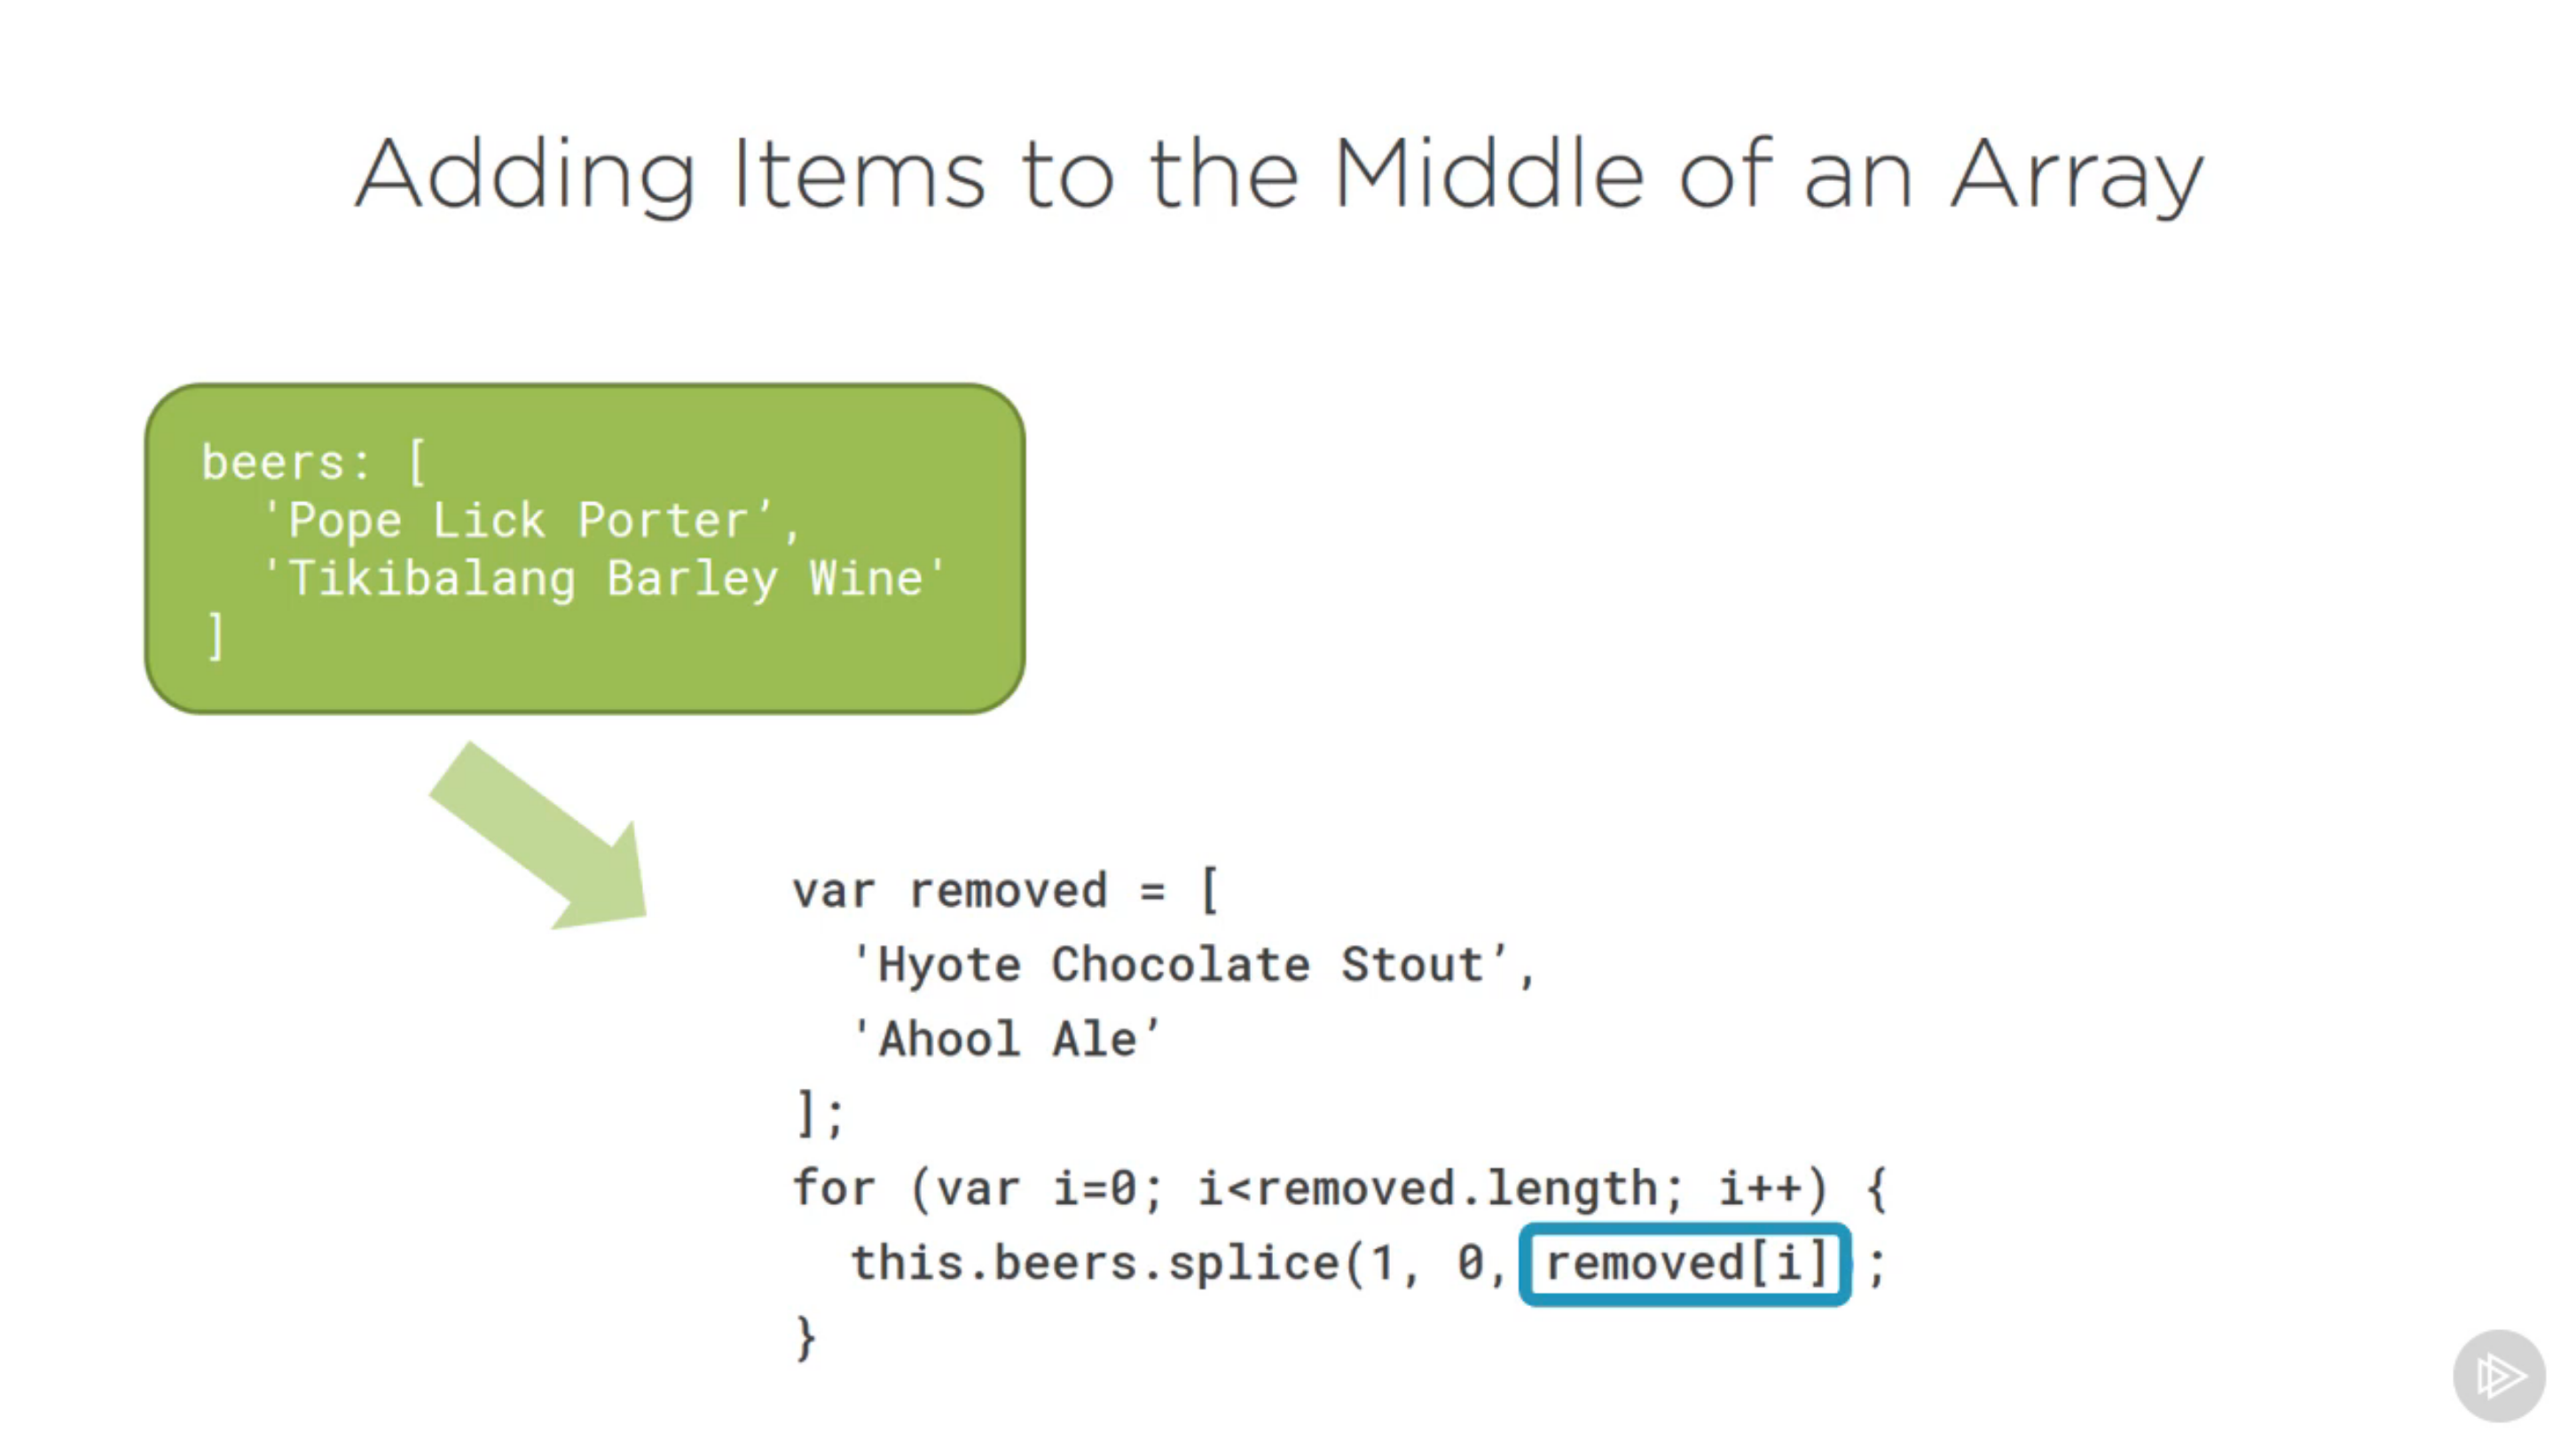 Adding Items to the Middle of an Array
beers: [
'Pope Lick Porter’,
'Tikibalang Barley Wine'
]
var removed = [
'Hyote Chocolate Stout’,
'Ahool Ale’
];
for (var i=0; i<removed.length; i++) {
this.beers.splice(1, 0, removed[i] ;
}